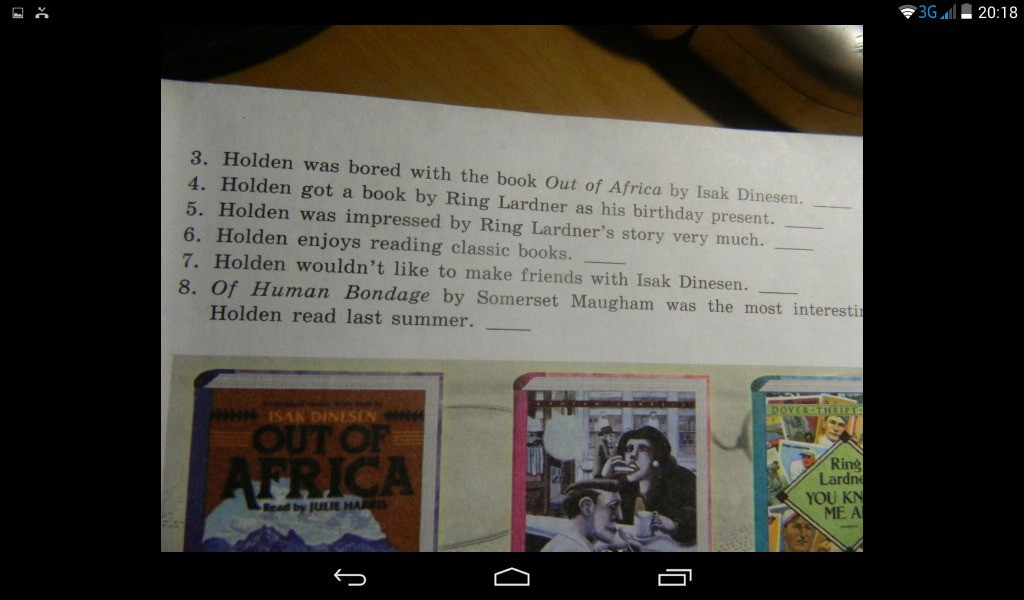 3G 20:18
3. Holden was bored with the book Out of Africa by Isak Dinesen. ____
4. Holden got a book by Ring Lardner as his birthday present. ____
5. Holden was impressed by Ring Lardner's story very much. ____
6. Holden enjoys reading classic books. ____
7. Holden wouldn't like to make friends with Isak Dinesen. ____
8. Of Human Bondage by Somerset Maugham was the most interestin
Holden read last summer. ____
ISAK DINESEN
OUT OF
AFRICA
Read by JULIE HARRIS
DOVER · THRIFT
Ring
Lardne
YOU KN
ME A